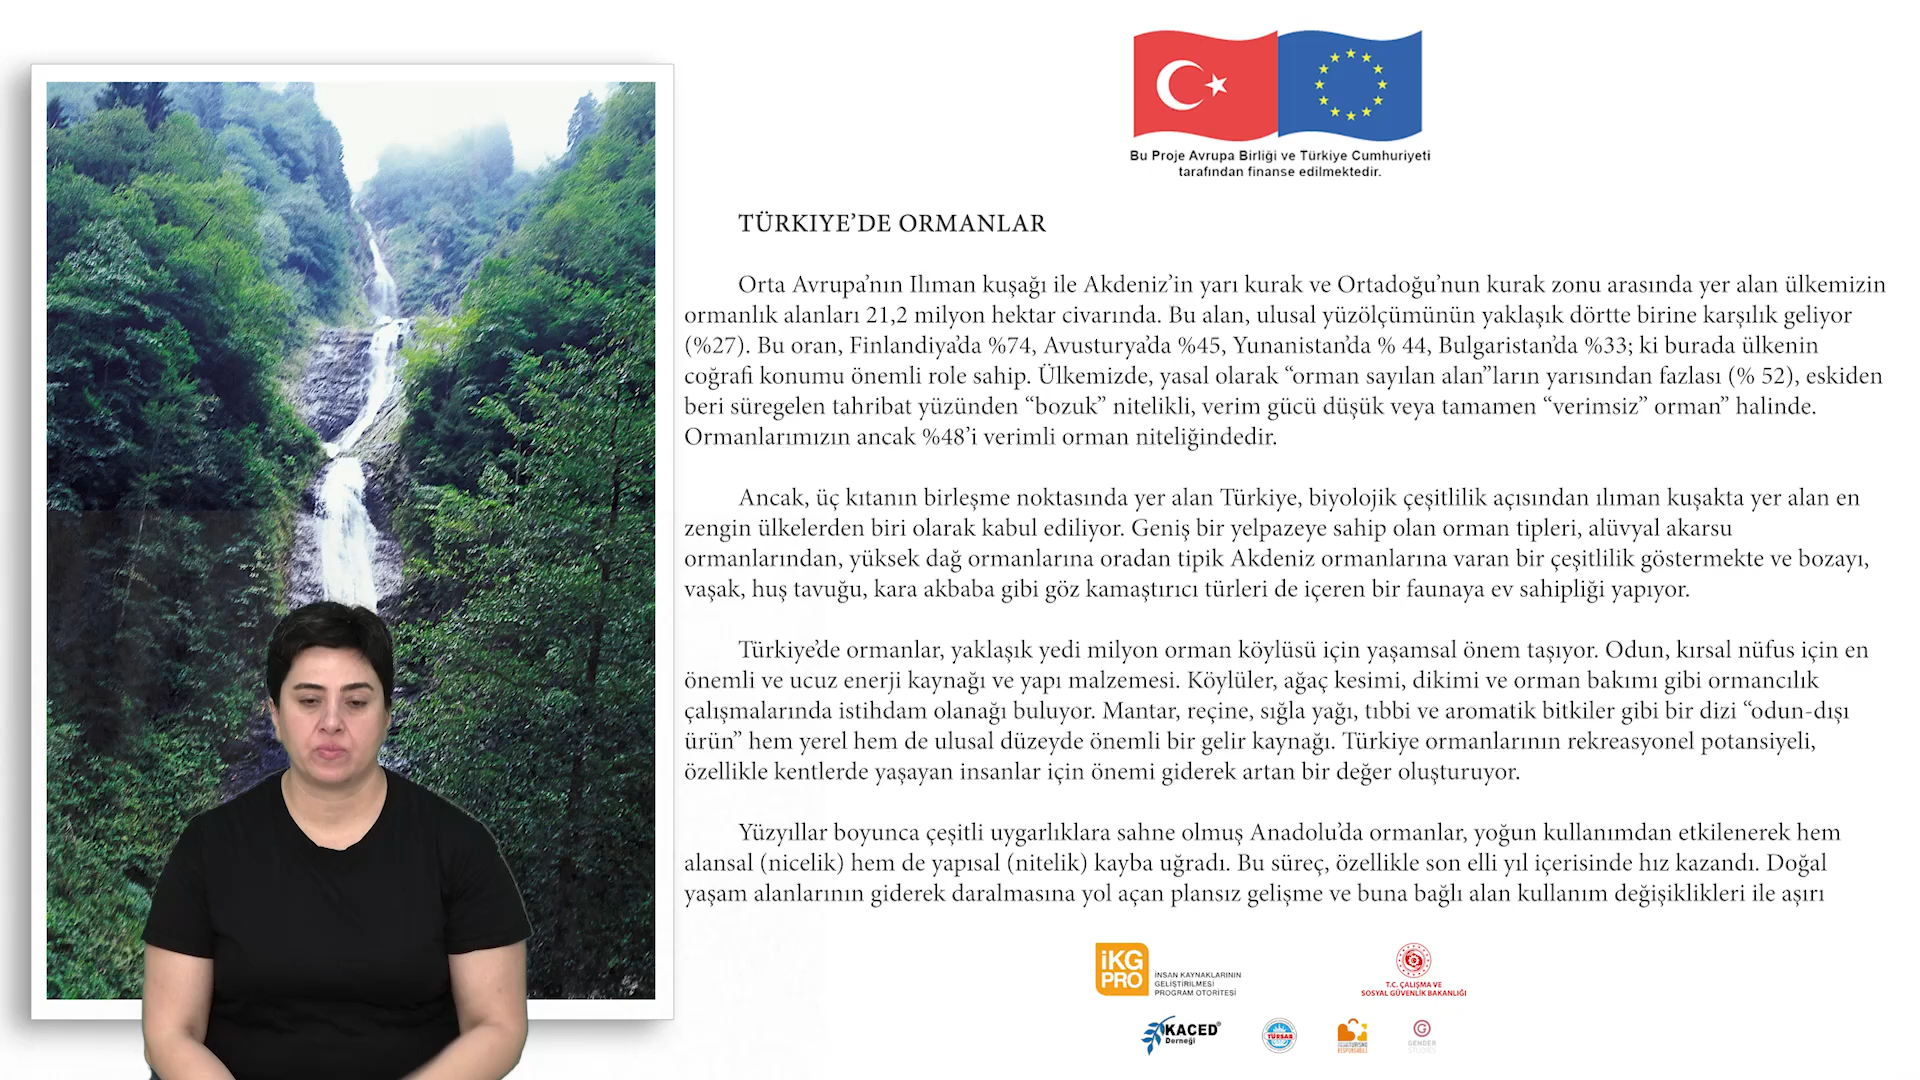 Bu Proje Avrupa Birliği ve Türkiye Cumhuriyeti
tarafından finanse edilmektedir.
TÜRKIYE’DE ORMANLAR
Orta Avrupa’nın Ilıman kuşağı ile Akdeniz’in yarı kurak ve Ortadoğu’nun kurak zonu arasında yer alan ülkemizin
ormanlık alanları 21,2 milyon hektar civarında. Bu alan, ulusal yüzölçümünün yaklaşık dörtte birine karşılık geliyor
(%27). Bu oran, Finlandiya’da %74, Avusturya’da %45, Yunanistan’da % 44, Bulgaristan’da %33; ki burada ülkenin
coğrafi konumu önemli role sahip. Ülkemizde, yasal olarak “orman sayılan alan”ların yarısından fazlası (% 52), eskiden
beri süregelen tahribat yüzünden “bozuk” nitelikli, verim gücü düşük veya tamamen “verimsiz” orman” halinde.
Ormanlarımızın ancak %48’i verimli orman niteliğindedir.
Ancak, üç kıtanın birleşme noktasında yer alan Türkiye, biyolojik çeşitlilik açısından ılıman kuşakta yer alan en
zengin ülkelerden biri olarak kabul ediliyor. Geniş bir yelpazeye sahip olan orman tipleri, alüvyal akarsu
ormanlarından, yüksek dağ ormanlarına oradan tipik Akdeniz ormanlarına varan bir çeşitlilik göstermekte ve bozayı,
vaşak, huş tavuğu, kara akbaba gibi göz kamaştırıcı türleri de içeren bir faunaya ev sahipliği yapıyor.
Türkiye’de ormanlar, yaklaşık yedi milyon orman köylüsü için yaşamsal önem taşıyor. Odun, kırsal nüfus için en
önemli ve ucuz enerji kaynağı ve yapı malzemesi. Köylüler, ağaç kesimi, dikimi ve orman bakımı gibi ormancılık
çalışmalarında istihdam olanağı buluyor. Mantar, reçine, sığla yağı, tıbbi ve aromatik bitkiler gibi bir dizi “odun-dışı
ürün” hem yerel hem de ulusal düzeyde önemli bir gelir kaynağı. Türkiye ormanlarının rekreasyonel potansiyeli,
özellikle kentlerde yaşayan insanlar için önemi giderek artan bir değer oluşturuyor.
Yüzyıllar boyunca çeşitli uygarlıklara sahne olmuş Anadolu’da ormanlar, yoğun kullanımdan etkilenerek hem
alansal (nicelik) hem de yapısal (nitelik) kayba uğradı. Bu süreç, özellikle son elli yıl içerisinde hız kazandı. Doğal
yaşam alanlarının giderek daralmasına yol açan plansız gelişme ve buna bağlı alan kullanım değişiklikleri ile aşırı
iKG
PRO
İNSAN KAYNAKLARININ
GELİŞTIRILMESİ
PROGRAM OTORİTESİ
T.C. ÇALIŞMA VE
SOSYAL GÜVENLİK BAKANLIĞI
KACED®
Derneği
TÜRSAB
RESPONSABILE
G
GENDER
STUDIES